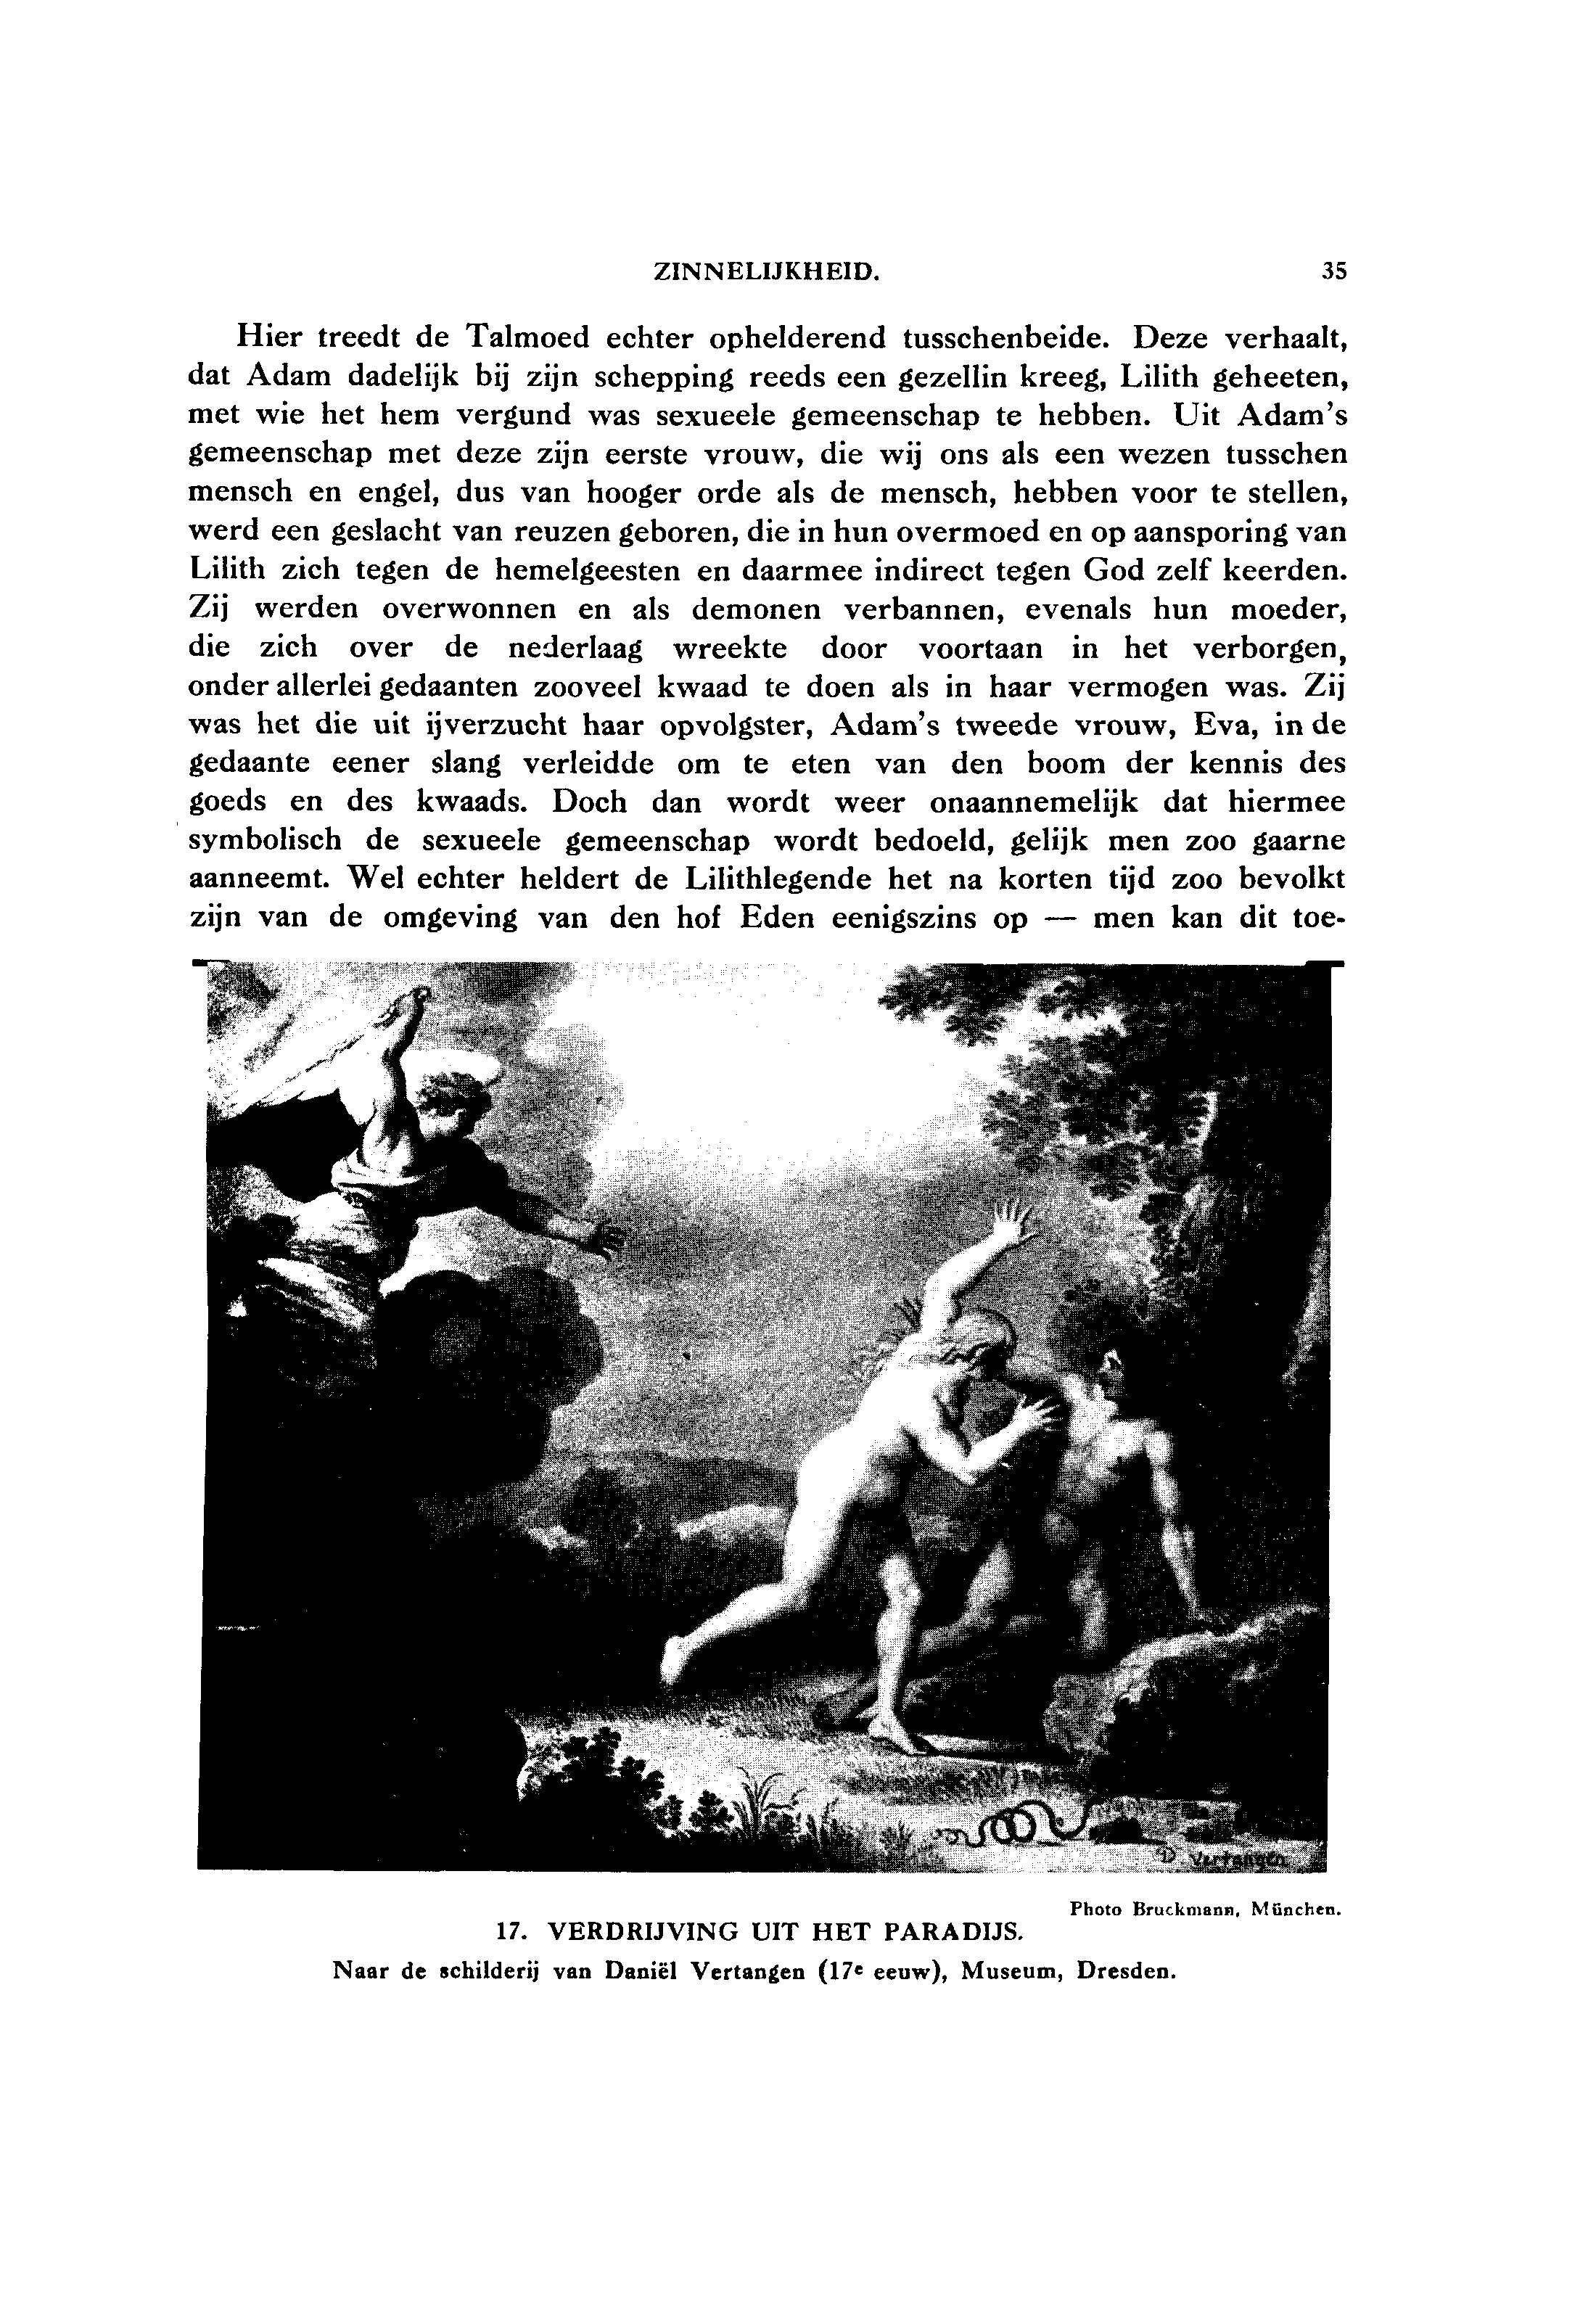 ZINNELIJKHEID. 35
Hier treedt de Talmoed echter ophelderend tusschenbeide. Deze verhaalt,
dat Adam dadelijk bij zijn schepping reeds een gezellin kreeg, Lilith geheeten,
met wie het hem vergund was sexueele gemeenschap te hebben. Uit Adam's
gemeenschap met deze zijn eerste vrouw, die wij ons als een wezen tusschen
mensch en engel, dus van hooger orde als de mensch, hebben voor te stellen,
werd een geslacht van reuzen geboren, die in hun overmoed en op aansporing van
Lilith zich tegen de hemelgeesten en daarmee indirect tegen God zelf keerden.
Zij werden overwonnen en als demonen verbannen, evenals hun moeder,
die zich over de nederlaag wreekte door voortaan in het verborgen,
onder allerlei gedaanten zooveel kwaad te doen als in haar vermogen was. Zij
was het die uit ijverzucht haar opvolgster, Adam's tweede vrouw, Eva, in de
gedaante eener slang verleidde om te eten van den boom der kennis des
goeds en des kwaads. Doch dan wordt weer onaannemelijk dat hiermee
symbolisch de sexueele gemeenschap wordt bedoeld, gelijk men zoo gaarne
aanneemt. Wel echter heldert de Lilithlegende het na korten tijd zoo bevolkt
zijn van de omgeving van den hof Eden eenigszins op — men kan dit toe-
D Vertangen
Photo Bruckmann, München.
17. VERDRIJVING UIT HET PARADIJS.
Naar de schilderij van Daniël Vertangen (17e eeuw), Museum, Dresden.